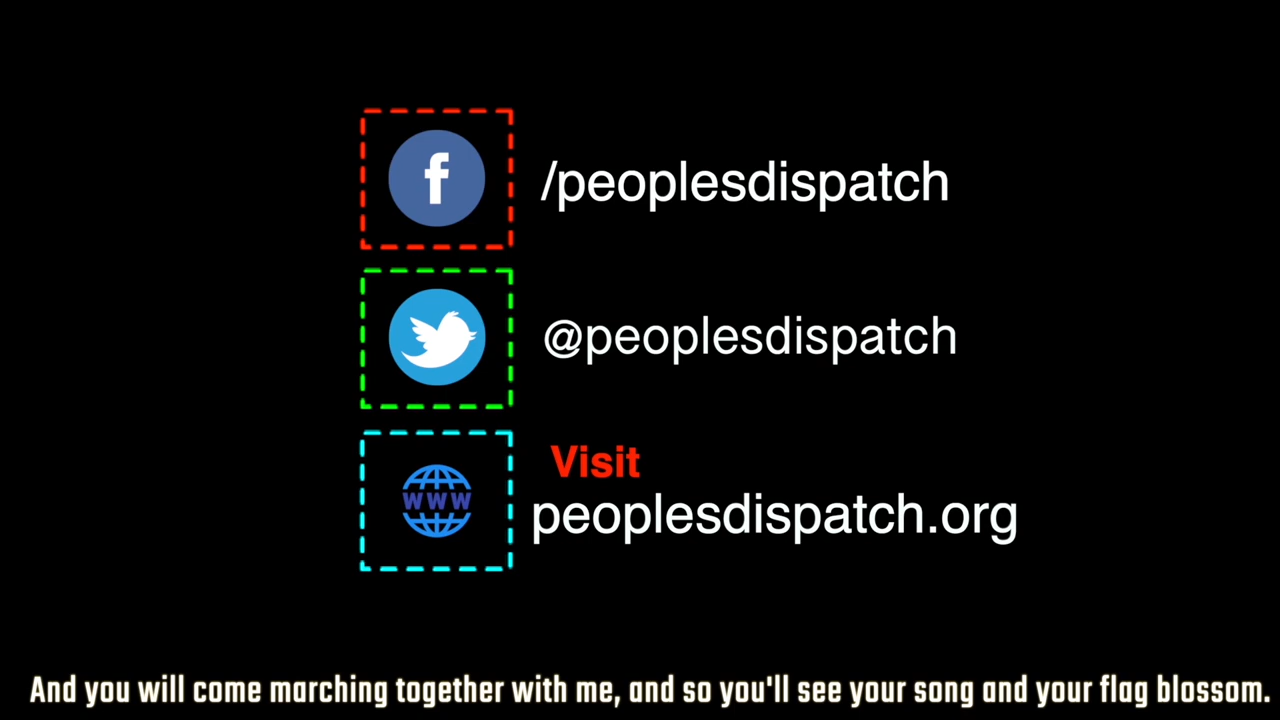 f
/peoplesdispatch
@peoplesdispatch
Visit
www
peoplesdispatch.org
And you will come marching together with me, and so you'll see your song and your flag blossom.